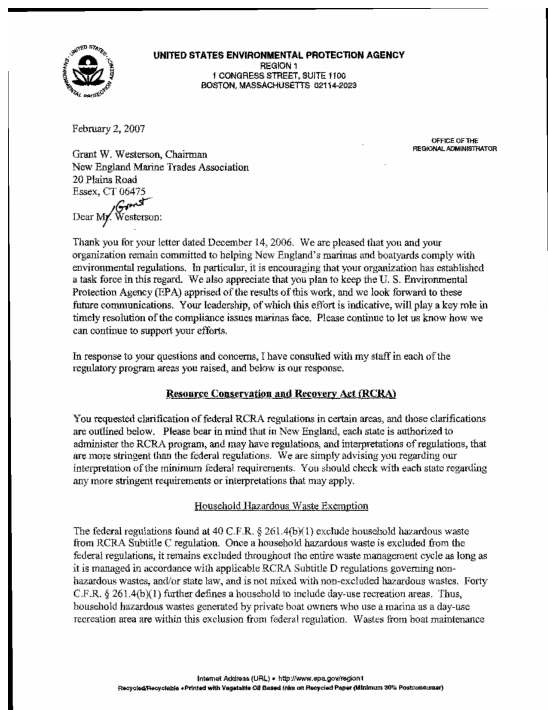 UNITED STATES ENVIRONMENTAL PROTECTION AGENCY
REGION 1
1 CONGRESS STREET, SUITE 1100
BOSTON, MASSACHUSETTS 02114-2023
February 2, 2007
OFFICE OF THE
REGIONAL ADMINISTRATOR
Grant W. Westerson, Chairman
New England Marine Trades Association
20 Plains Road
Essex, CT 06475
Grant
Dear Mr. Westerson:
Thank you for your letter dated December 14, 2006. We are pleased that you and your
organization remain committed to helping New England's marinas and boatyards comply with
environmental regulations. In particular, it is encouraging that your organization has established
a task force in this regard. We also appreciate that you plan to keep the U. S. Environmental
Protection Agency (EPA) apprised of the results of this work, and we look forward to these
future communications. Your leadership, of which this effort is indicative, will play a key role in
timely resolution of the compliance issues marinas face. Please continue to let us know how we
can continue to support your efforts.
In response to your questions and concerns, I have consulted with my staff in each of the
regulatory program areas you raised, and below is our response.
Resource Conservation and Recovery Act (RCRA)
You requested clarification of federal RCRA regulations in certain areas, and those clarifications
are outlined below. Please bear in mind that in New England, each state is authorized to
administer the RCRA program, and may have regulations, and interpretations of regulations, that
are more stringent than the federal regulations. We are simply advising you regarding our
interpretation of the minimum federal requirements. You should check with each state regarding
any more stringent requirements or interpretations that may apply.
Household Hazardous Waste Exemption
The federal regulations found at 40 C.F.R. § 261.4(b)(1) exclude household hazardous waste
from RCRA Subtitle C regulation. Once a household hazardous waste is excluded from the
federal regulations, it remains excluded throughout the entire waste management cycle as long as
it is managed in accordance with applicable RCRA Subtitle D regulations governing non-
hazardous wastes, and/or state law, and is not mixed with non-excluded hazardous wastes. Forty
C.F.R. § 261.4(b)(1) further defines a household to include day-use recreation areas. Thus,
household hazardous wastes generated by private boat owners who use a marina as a day-use
recreation area are within this exclusion from federal regulation. Wastes from boat maintenance
Internet Address (URL) • http://www.epa.gov/region1
Recycled/Recyclable • Printed with Vegetable Oil Based Inks on Recycled Paper (Minimum 30% Postconsumer)